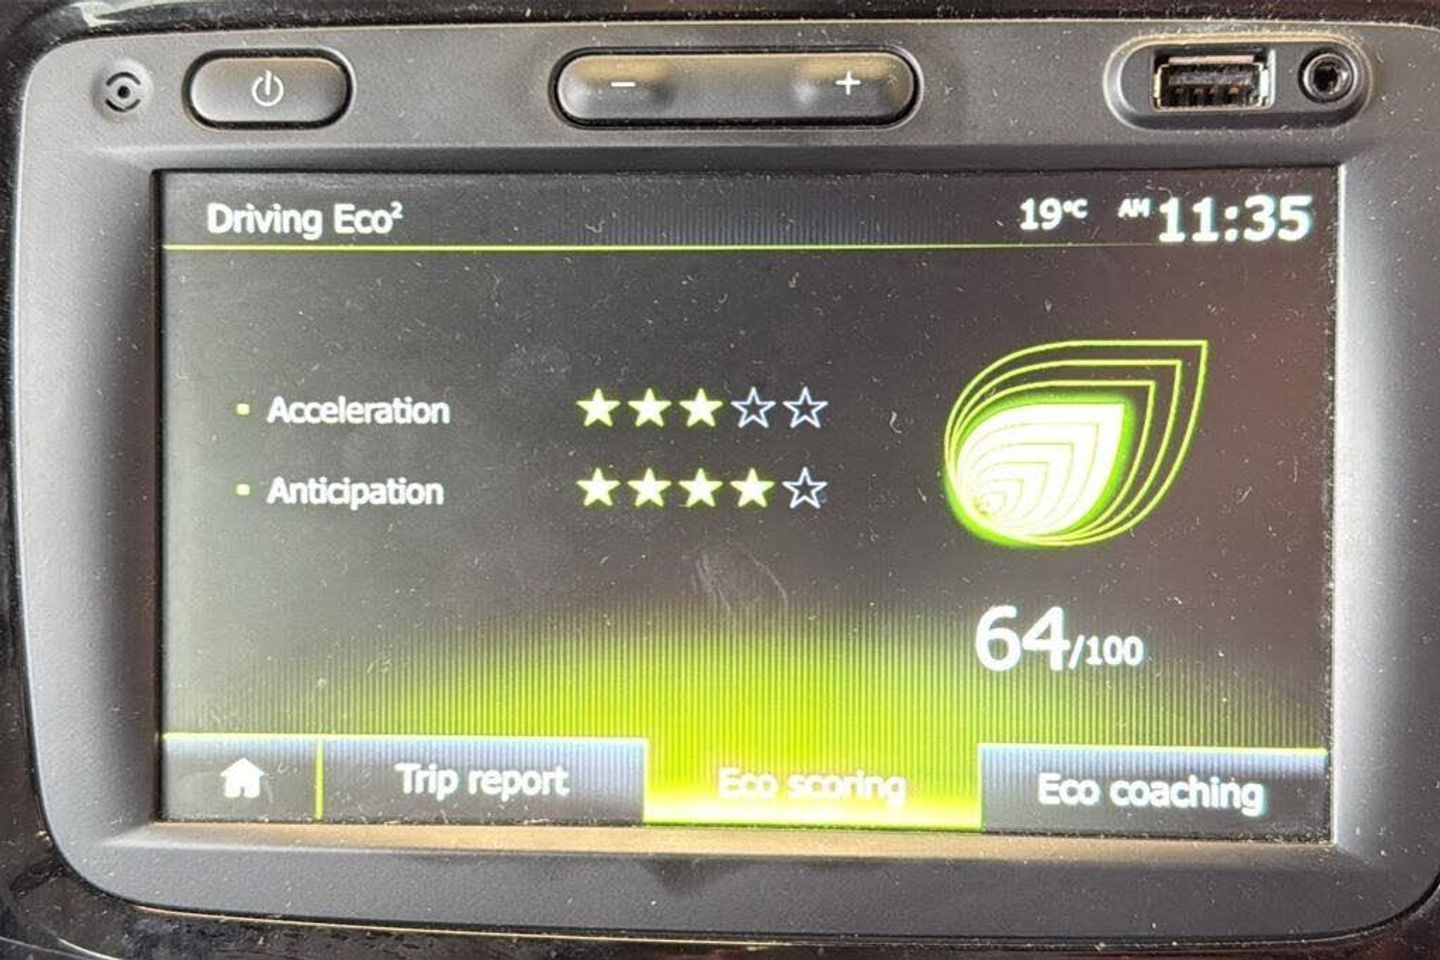 Driving Eco² 19°C AM 11:35
Acceleration
Anticipation
64/100
Trip report Eco scoring Eco coaching